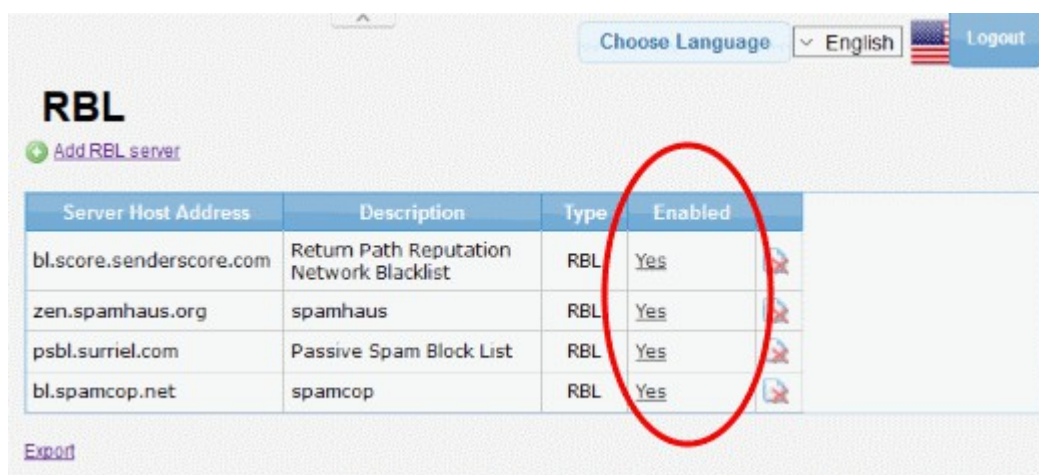 Choose Language English Logout
RBL
Add RBL server
Server Host Address Description Type Enabled
bl.score.senderscore.com Return Path Reputation Network Blacklist RBL Yes
zen.spamhaus.org spamhaus RBL Yes
psbl.surriel.com Passive Spam Block List RBL Yes
bl.spamcop.net spamcop RBL Yes
Export